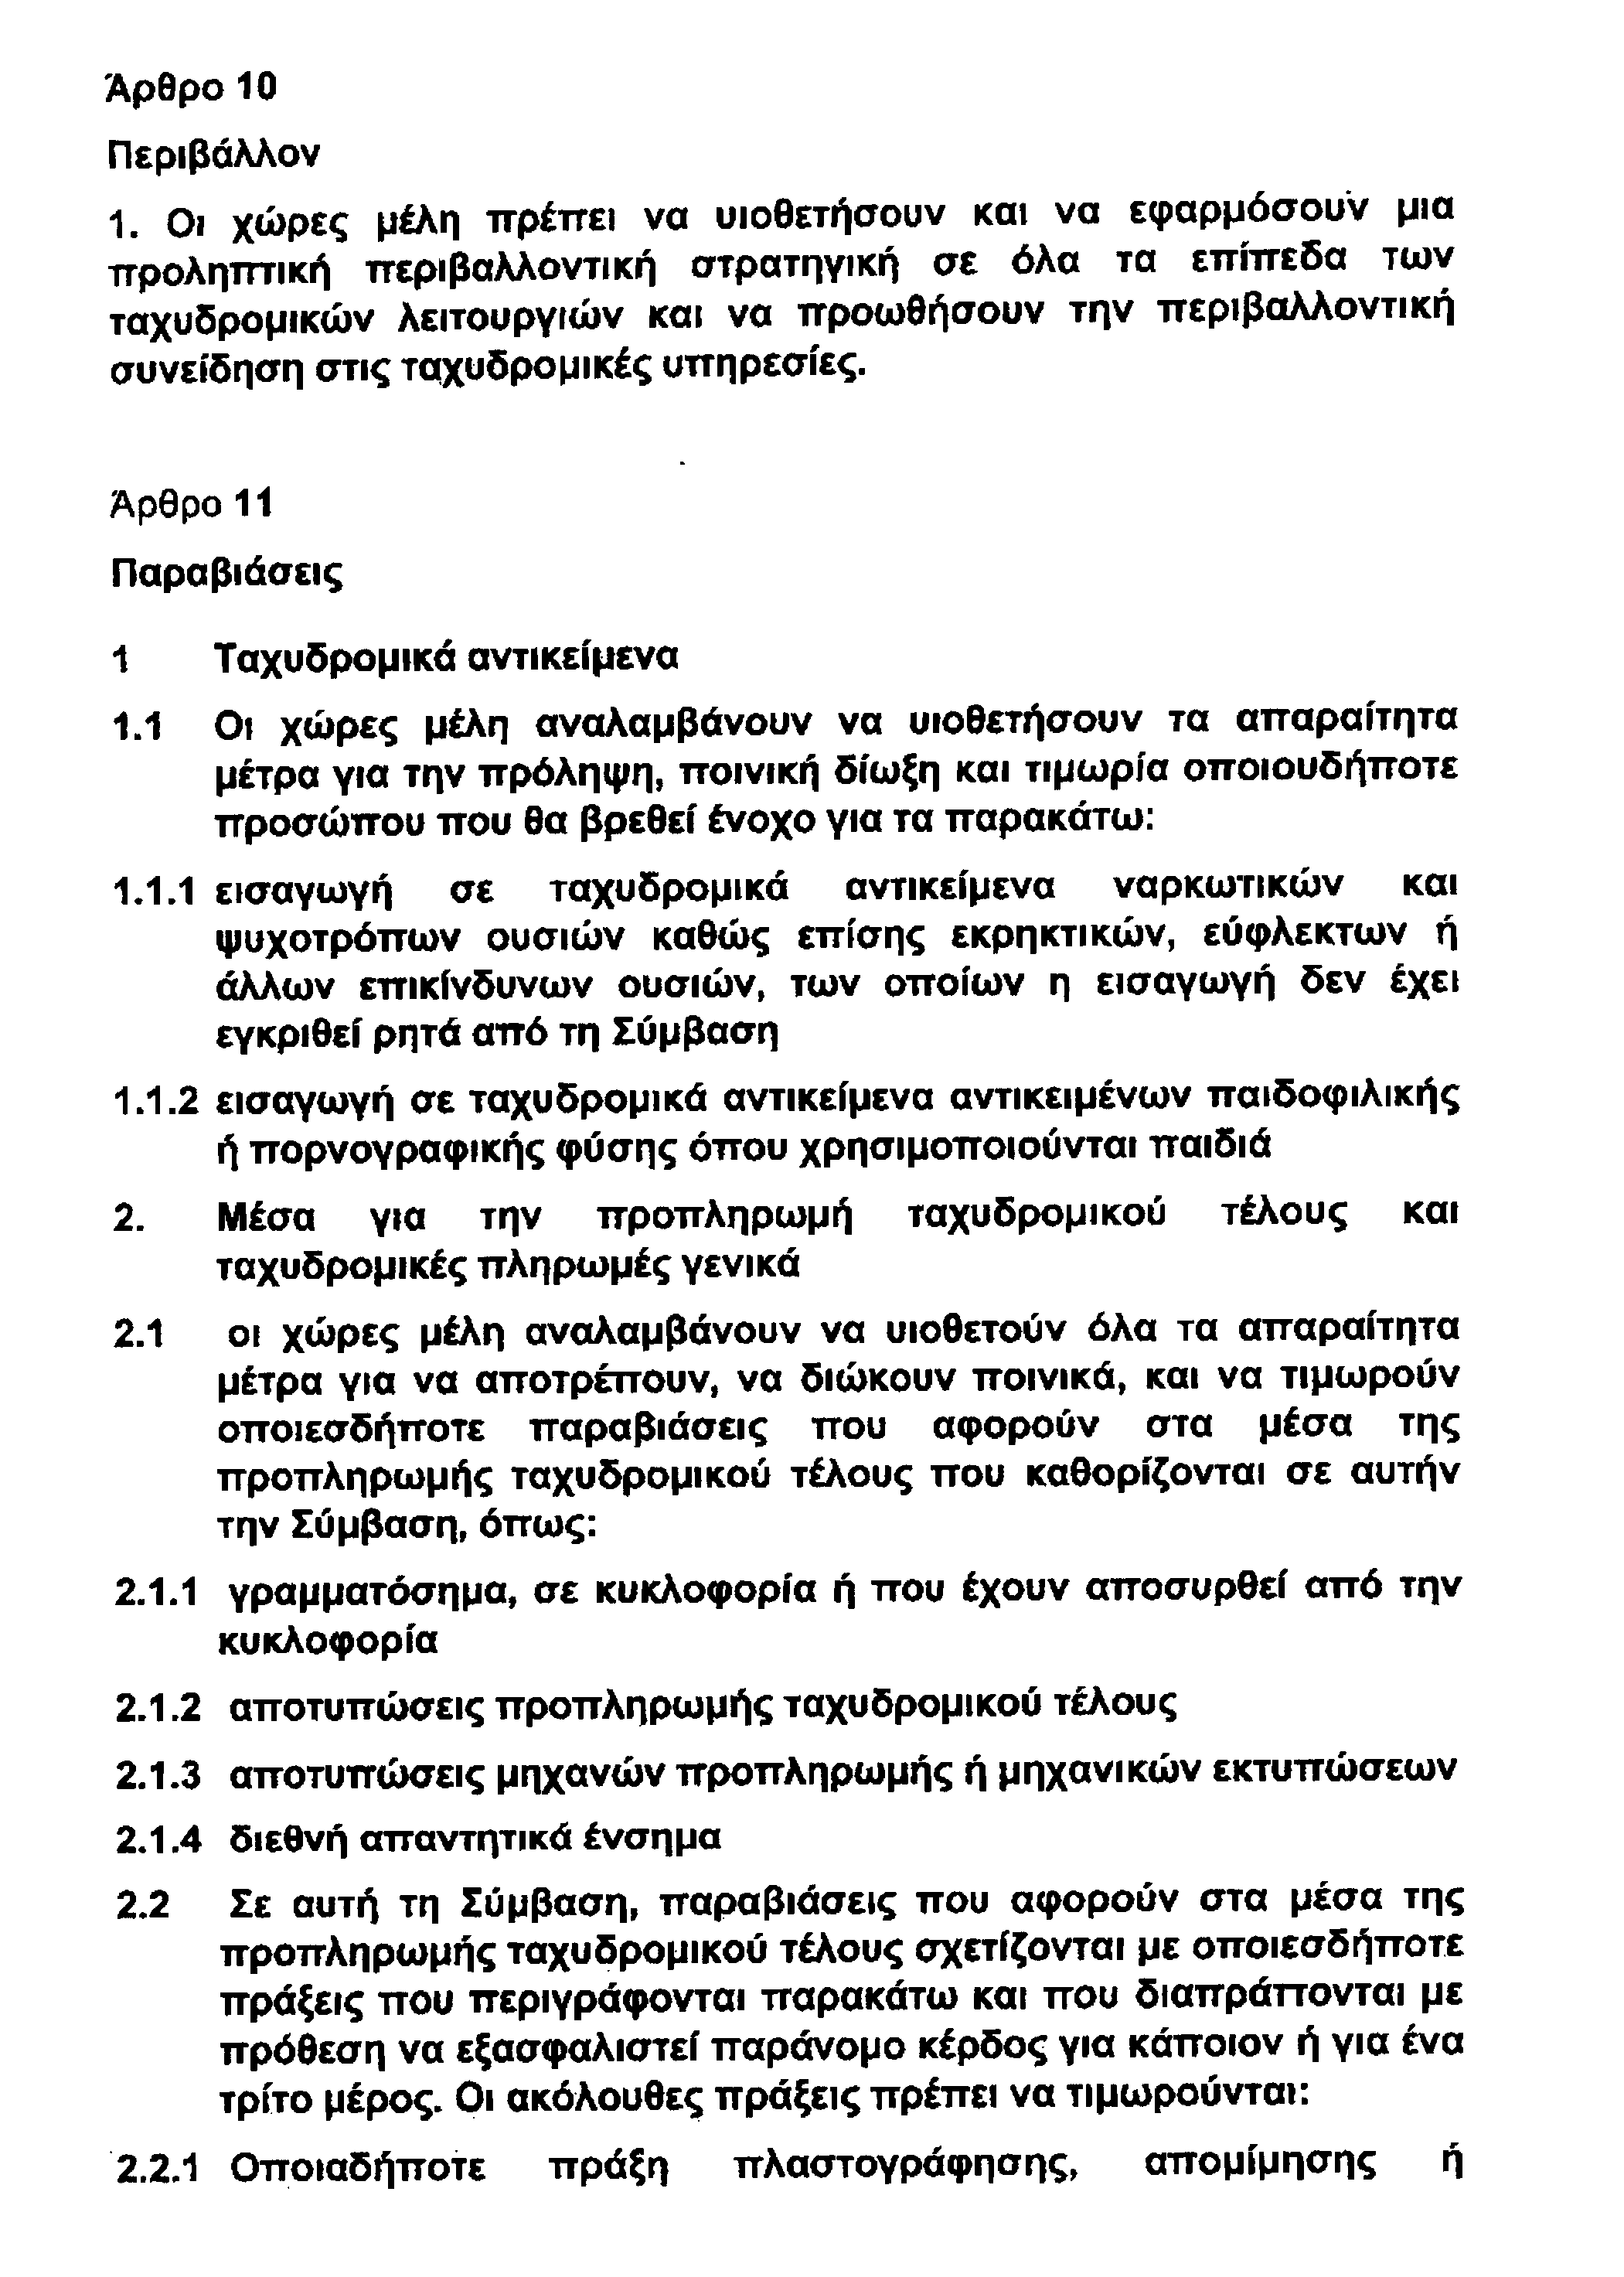 Άρθρο 10
Περιβάλλον
1. Οι χώρες μέλη πρέπει να υιοθετήσουν και να εφαρμόσουν μια
προληπτική περιβαλλοντική στρατηγική σε όλα τα επίπεδα των
ταχυδρομικών λειτουργιών και να προωθήσουν την περιβαλλοντική
συνείδηση στις ταχυδρομικές υπηρεσίες.
Άρθρο 11
Παραβιάσεις
1 Ταχυδρομικά αντικείμενα
1.1 Οι χώρες μέλη αναλαμβάνουν να υιοθετήσουν τα απαραίτητα
μέτρα για την πρόληψη, ποινική δίωξη και τιμωρία οποιουδήποτε
προσώπου που θα βρεθεί ένοχο για τα παρακάτω:
1.1.1 εισαγωγή σε ταχυδρομικά αντικείμενα ναρκωτικών και
ψυχοτρόπων ουσιών καθώς επίσης εκρηκτικών, εύφλεκτων ή
άλλων επικίνδυνων ουσιών, των οποίων η εισαγωγή δεν έχει
εγκριθεί ρητά από τη Σύμβαση
1.1.2 εισαγωγή σε ταχυδρομικά αντικείμενα αντικειμένων παιδοφιλικής
ή πορνογραφικής φύσης όπου χρησιμοποιούνται παιδιά
2. Μέσα για την προπληρωμή ταχυδρομικού τέλους και
ταχυδρομικές πληρωμές γενικά
2.1 οι χώρες μέλη αναλαμβάνουν να υιοθετούν όλα τα απαραίτητα
μέτρα για να αποτρέπουν, να διώκουν ποινικά, και να τιμωρούν
οποιεσδήποτε παραβιάσεις που αφορούν στα μέσα της
προπληρωμής ταχυδρομικού τέλους που καθορίζονται σε αυτήν
την Σύμβαση, όπως:
2.1.1 γραμματόσημα, σε κυκλοφορία ή που έχουν αποσυρθεί από την
κυκλοφορία
2.1.2 αποτυπώσεις προπληρωμής ταχυδρομικού τέλους
2.1.3 αποτυπώσεις μηχανών προπληρωμής ή μηχανικών εκτυπώσεων
2.1.4 διεθνή απαντητικά ένσημα
2.2 Σε αυτή τη Σύμβαση, παραβιάσεις που αφορούν στα μέσα της
προπληρωμής ταχυδρομικού τέλους σχετίζονται με οποιεσδήποτε
πράξεις που περιγράφονται παρακάτω και που διαπράττονται με
πρόθεση να εξασφαλιστεί παράνομο κέρδος για κάποιον ή για ένα
τρίτο μέρος. Οι ακόλουθες πράξεις πρέπει να τιμωρούνται:
2.2.1 Οποιαδήποτε πράξη πλαστογράφησης, απομίμησης ή